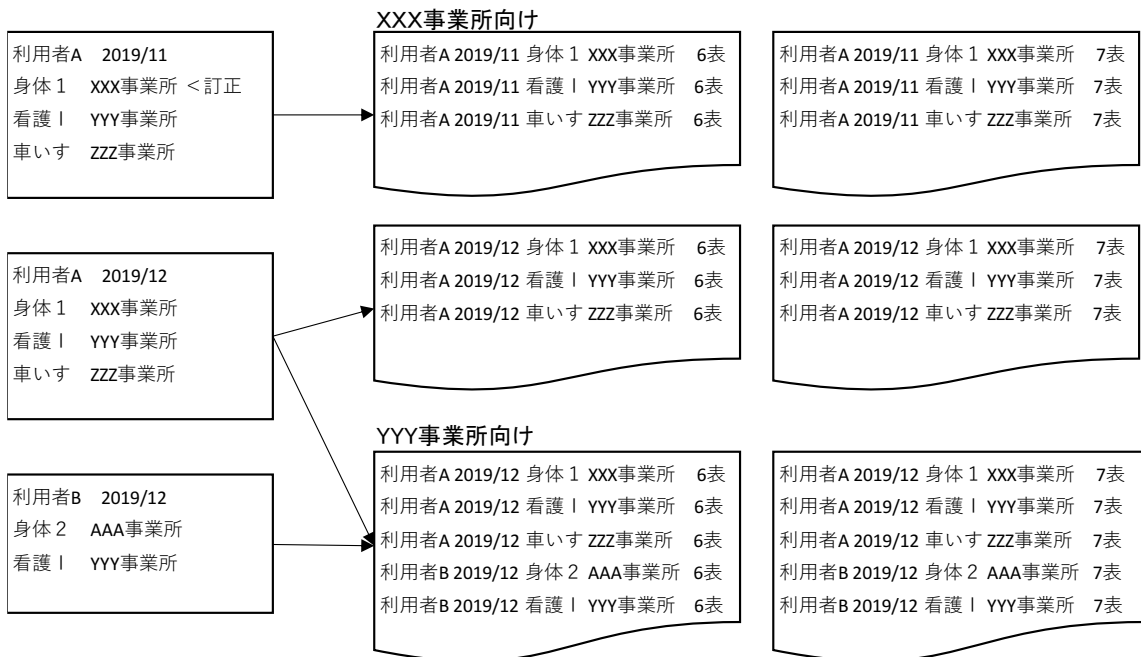 XXX事業所向け
利用者A 2019/11
身体１ XXX事業所 ＜訂正
看護Ⅰ YYY事業所
車いす ZZZ事業所
利用者A 2019/11 身体１ XXX事業所 6表
利用者A 2019/11 看護Ⅰ YYY事業所 6表
利用者A 2019/11 車いす ZZZ事業所 6表
利用者A 2019/11 身体１ XXX事業所 7表
利用者A 2019/11 看護Ⅰ YYY事業所 7表
利用者A 2019/11 車いす ZZZ事業所 7表
利用者A 2019/12
身体１ XXX事業所
看護Ⅰ YYY事業所
車いす ZZZ事業所
利用者A 2019/12 身体１ XXX事業所 6表
利用者A 2019/12 看護Ⅰ YYY事業所 6表
利用者A 2019/12 車いす ZZZ事業所 6表
利用者A 2019/12 身体１ XXX事業所 7表
利用者A 2019/12 看護Ⅰ YYY事業所 7表
利用者A 2019/12 車いす ZZZ事業所 7表
YYY事業所向け
利用者B 2019/12
身体２ AAA事業所
看護Ⅰ YYY事業所
利用者A 2019/12 身体１ XXX事業所 6表
利用者A 2019/12 看護Ⅰ YYY事業所 6表
利用者A 2019/12 車いす ZZZ事業所 6表
利用者B 2019/12 身体２ AAA事業所 6表
利用者B 2019/12 看護Ⅰ YYY事業所 6表
利用者A 2019/12 身体１ XXX事業所 7表
利用者A 2019/12 看護Ⅰ YYY事業所 7表
利用者A 2019/12 車いす ZZZ事業所 7表
利用者B 2019/12 身体２ AAA事業所 7表
利用者B 2019/12 看護Ⅰ YYY事業所 7表